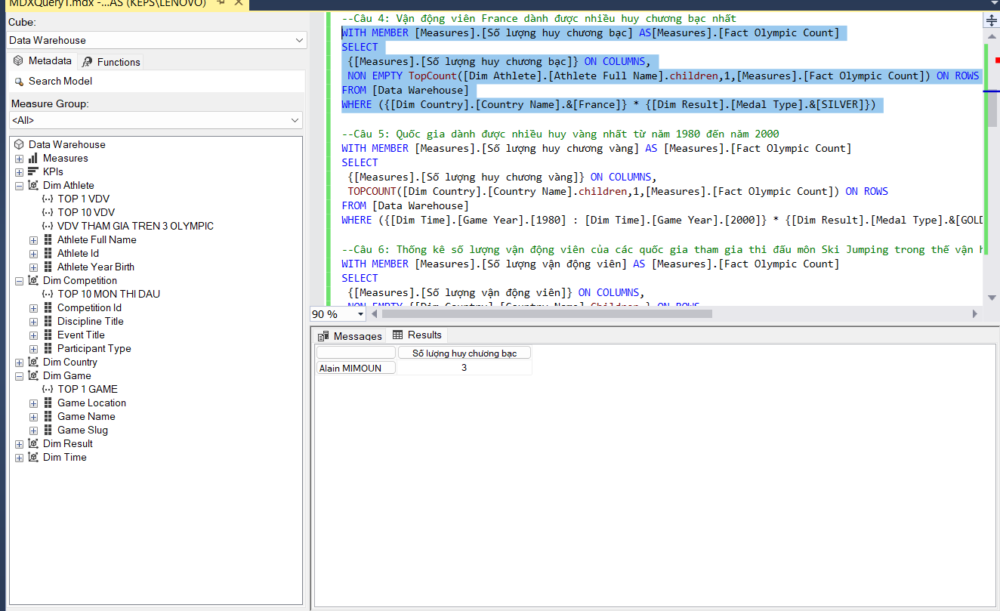 MDXQuery1.mdx -...AS (KEPS\LENOVO)
Cube:
Data Warehouse
Metadata
Functions
Search Model
Measure Group:
<All>
Data Warehouse
Measures
KPIs
Dim Athlete
TOP 1 VDV
TOP 10 VDV
VDV THAM GIA TREN 3 OLYMPIC
Athlete Full Name
Athlete Id
Athlete Year Birth
Dim Competition
TOP 10 MON THI DAU
Competition Id
Discipline Title
Event Title
Participant Type
Dim Country
Dim Game
TOP 1 GAME
Game Location
Game Name
Game Slug
Dim Result
Dim Time
--Câu 4: Vận động viên France dành được nhiều huy chương bạc nhất
WITH MEMBER [Measures].[Số lượng huy chương bạc] AS[Measures].[Fact Olympic Count]
SELECT
{[Measures].[Số lượng huy chương bạc]} ON COLUMNS,
NON EMPTY TopCount([Dim Athlete].[Athlete Full Name].children,1,[Measures].[Fact Olympic Count]) ON ROWS
FROM [Data Warehouse]
WHERE ({[Dim Country].[Country Name].&[France]} * {[Dim Result].[Medal Type].&[SILVER]})
--Câu 5: Quốc gia dành được nhiều huy vàng nhất từ năm 1980 đến năm 2000
WITH MEMBER [Measures].[Số lượng huy chương vàng] AS [Measures].[Fact Olympic Count]
SELECT
{[Measures].[Số lượng huy chương vàng]} ON COLUMNS,
TOPCOUNT([Dim Country].[Country Name].children,1,[Measures].[Fact Olympic Count]) ON ROWS
FROM [Data Warehouse]
WHERE ({[Dim Time].[Game Year].[1980] : [Dim Time].[Game Year].[2000]} * {[Dim Result].[Medal Type].&[GOLD
--Câu 6: Thống kê số lượng vận động viên của các quốc gia tham gia thi đấu môn Ski Jumping trong thế vận h
WITH MEMBER [Measures].[Số lượng vận động viên] AS [Measures].[Fact Olympic Count]
SELECT
{[Measures].[Số lượng vận động viên]} ON COLUMNS,
NON EMPTY {[Dim Country].[Country Name].Children } ON ROWS
90 %
Messages
Results
Số lượng huy chương bạc
Alain MIMOUN 3